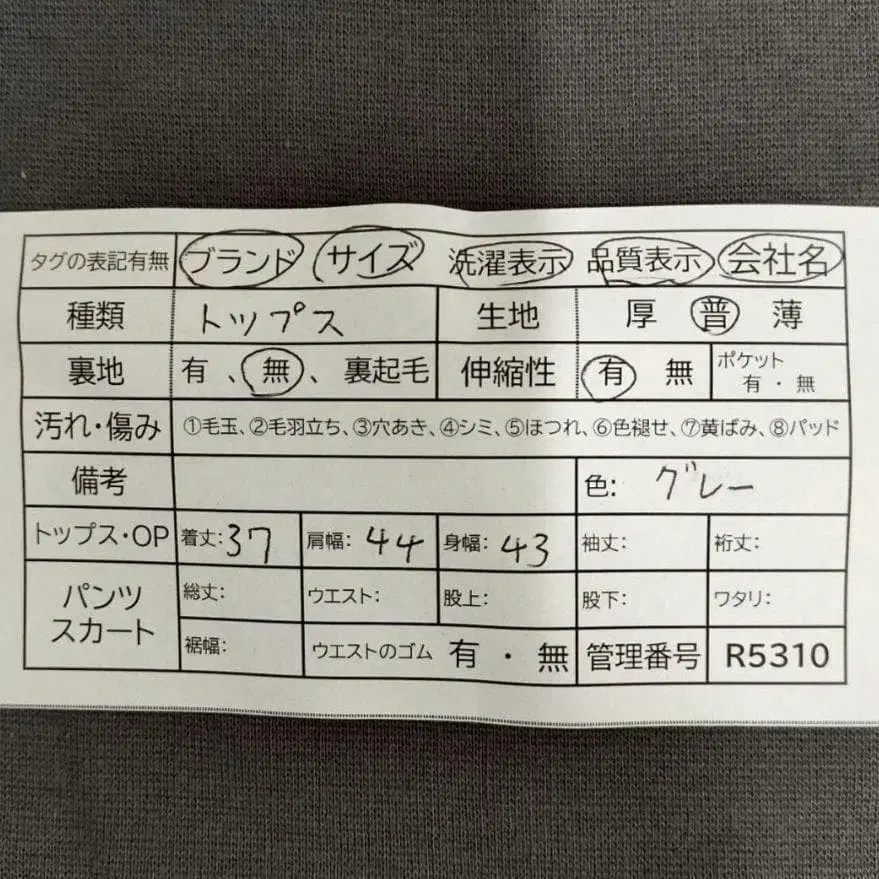 タグの表記有無 ブランド サイズ 洗濯表示 品質表示 会社名
種類 トップス 生地 厚 普 薄
裏地 有、無、裏起毛 伸縮性 有 無 ポケット 有・無
汚れ・傷み ①毛玉、②毛羽立ち、③穴あき、④シミ、⑤ほつれ、⑥色褪せ、⑦黄ばみ、⑧パッド
備考 色: グレー
トップス・OP 着丈:37 肩幅:44 身幅:43 袖丈: 裄丈:
パンツ スカート 総丈: ウエスト: 股上: 股下: ワタリ:
裾幅: ウエストのゴム 有・無 管理番号 R5310